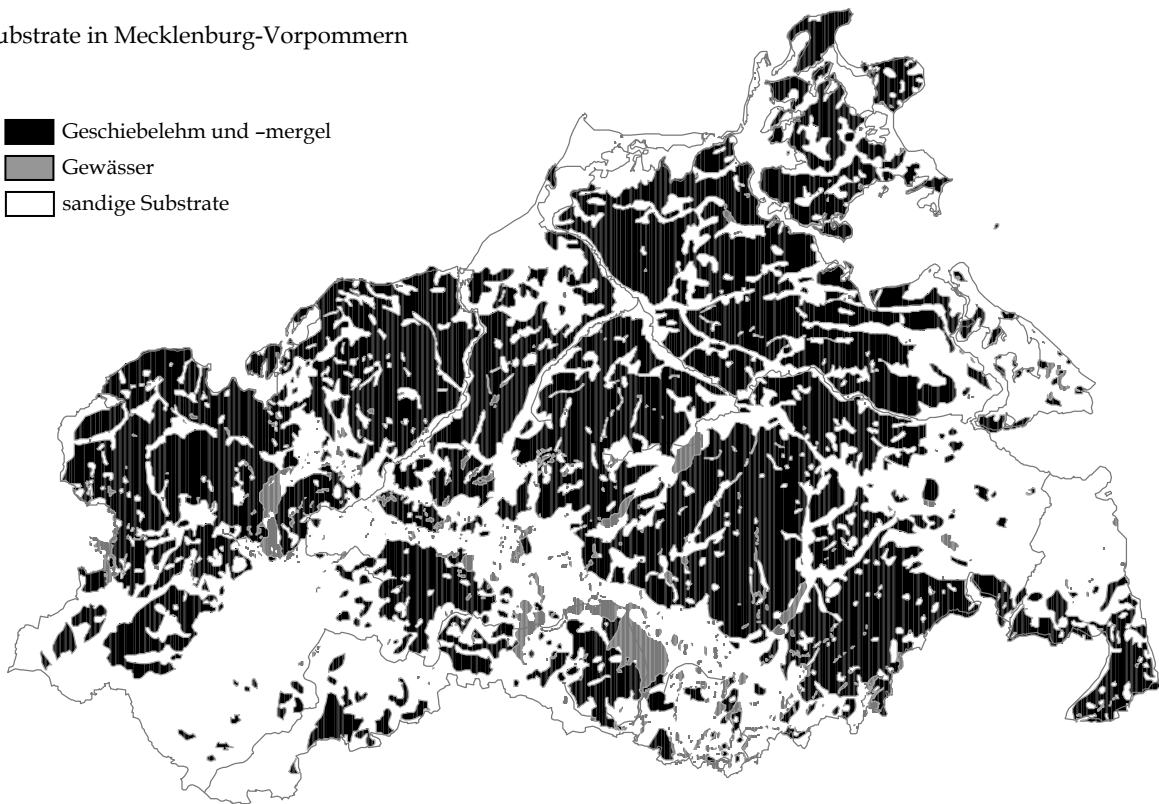 ubstrate in Mecklenburg-Vorpommern
Geschiebelehm und –mergel
Gewässer
sandige Substrate